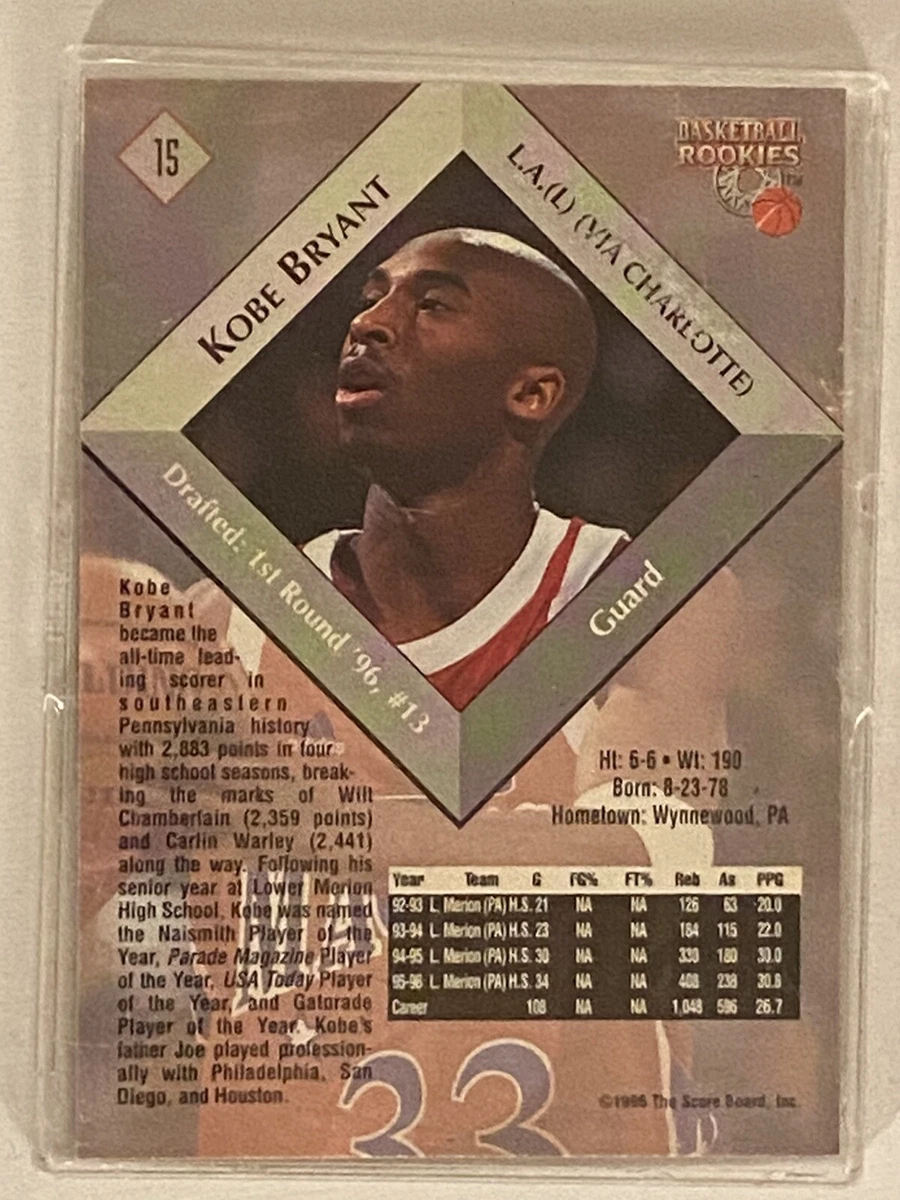 15
BASKETBALL
ROOKIES
KOBE BRYANT
L.A.(L) (VIA CHARLOTTE)
Drafted: 1st Round '96, #13
Guard
Kobe
Bryant
became the
all-time lead-
ing scorer in
southeastern
Pennsylvania history
with 2,883 points in four
high school seasons, break-
ing the marks of Wilt
Chamberlain (2,359 points)
and Carlin Warley (2,441)
along the way. Following his
senior year at Lower Merion
High School, Kobe was named
the Naismith Player of the
Year, Parade Magazine Player
of the Year, USA Today Player
of the Year, and Gatorade
Player of the Year. Kobe's
father Joe played profession-
ally with Philadelphia, San
Diego, and Houston.
Ht: 6-6 • Wt: 190
Born: 8-23-78
Hometown: Wynnewood, PA
Year Team G FG% FT% Reb As PPG
92-93 L. Merion (PA) H.S. 21 NA NA 126 63 20.0
93-94 L. Merion (PA) H.S. 23 NA NA 184 115 22.0
94-95 L. Merion (PA) H.S. 30 NA NA 330 180 30.0
95-96 L. Merion (PA) H.S. 34 NA NA 408 238 30.8
Career 108 NA NA 1,048 596 26.7
33
©1996 The Score Board, Inc.